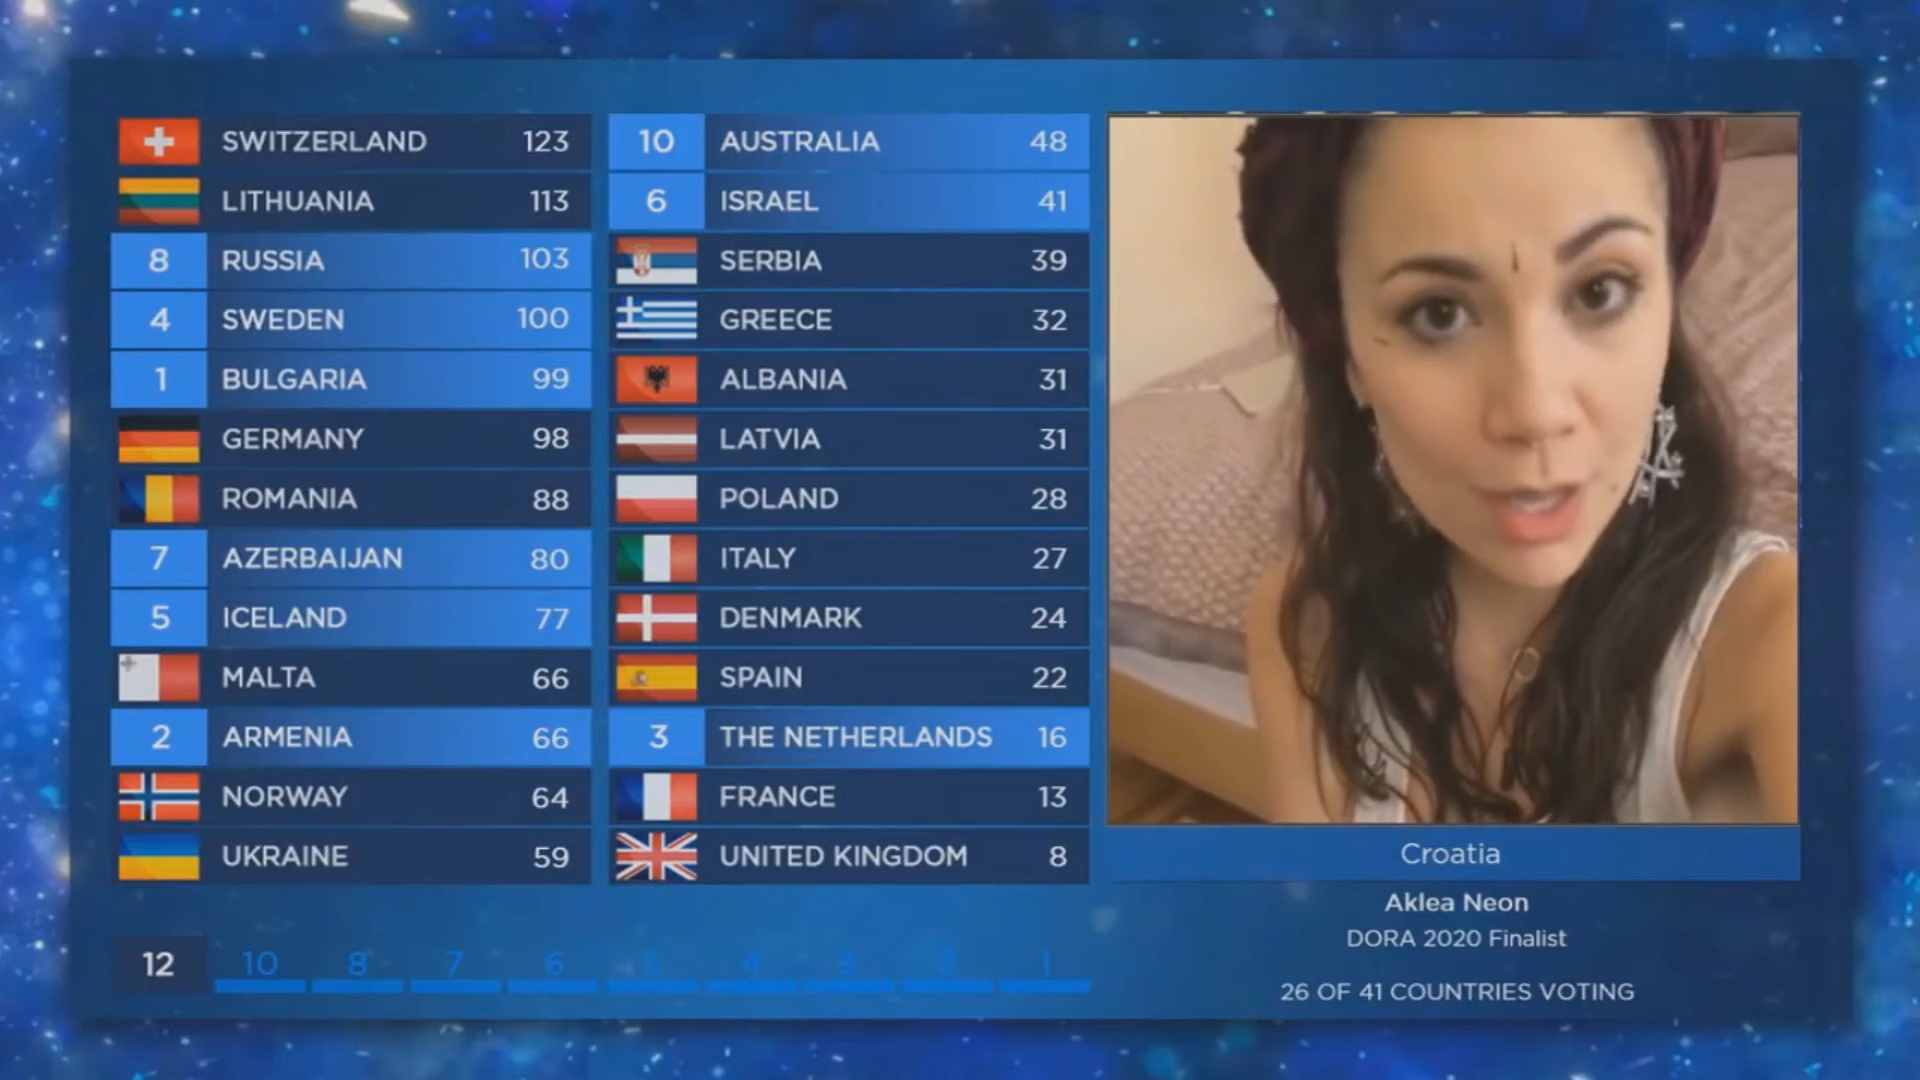 SWITZERLAND 123
LITHUANIA 113
8 RUSSIA 103
4 SWEDEN 100
1 BULGARIA 99
GERMANY 98
ROMANIA 88
7 AZERBAIJAN 80
5 ICELAND 77
MALTA 66
2 ARMENIA 66
NORWAY 64
UKRAINE 59
10 AUSTRALIA 48
6 ISRAEL 41
SERBIA 39
GREECE 32
ALBANIA 31
LATVIA 31
POLAND 28
ITALY 27
DENMARK 24
SPAIN 22
3 THE NETHERLANDS 16
FRANCE 13
UNITED KINGDOM 8
12 10 8 7 6 5 4 3 2 1
Croatia
Aklea Neon
DORA 2020 Finalist
26 OF 41 COUNTRIES VOTING